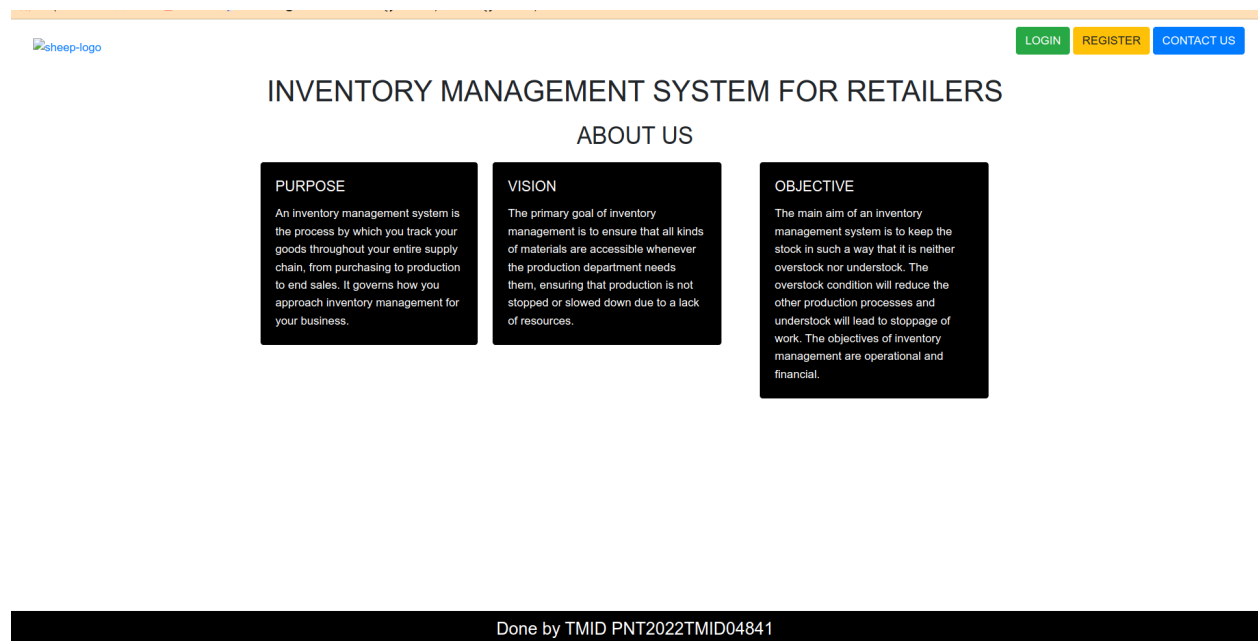 sheep-logo
LOGIN REGISTER CONTACT US
INVENTORY MANAGEMENT SYSTEM FOR RETAILERS
ABOUT US
PURPOSE
An inventory management system is
the process by which you track your
goods throughout your entire supply
chain, from purchasing to production
to end sales. It governs how you
approach inventory management for
your business.
VISION
The primary goal of inventory
management is to ensure that all kinds
of materials are accessible whenever
the production department needs
them, ensuring that production is not
stopped or slowed down due to a lack
of resources.
OBJECTIVE
The main aim of an inventory
management system is to keep the
stock in such a way that it is neither
overstock nor understock. The
overstock condition will reduce the
other production processes and
understock will lead to stoppage of
work. The objectives of inventory
management are operational and
financial.
Done by TMID PNT2022TMID04841